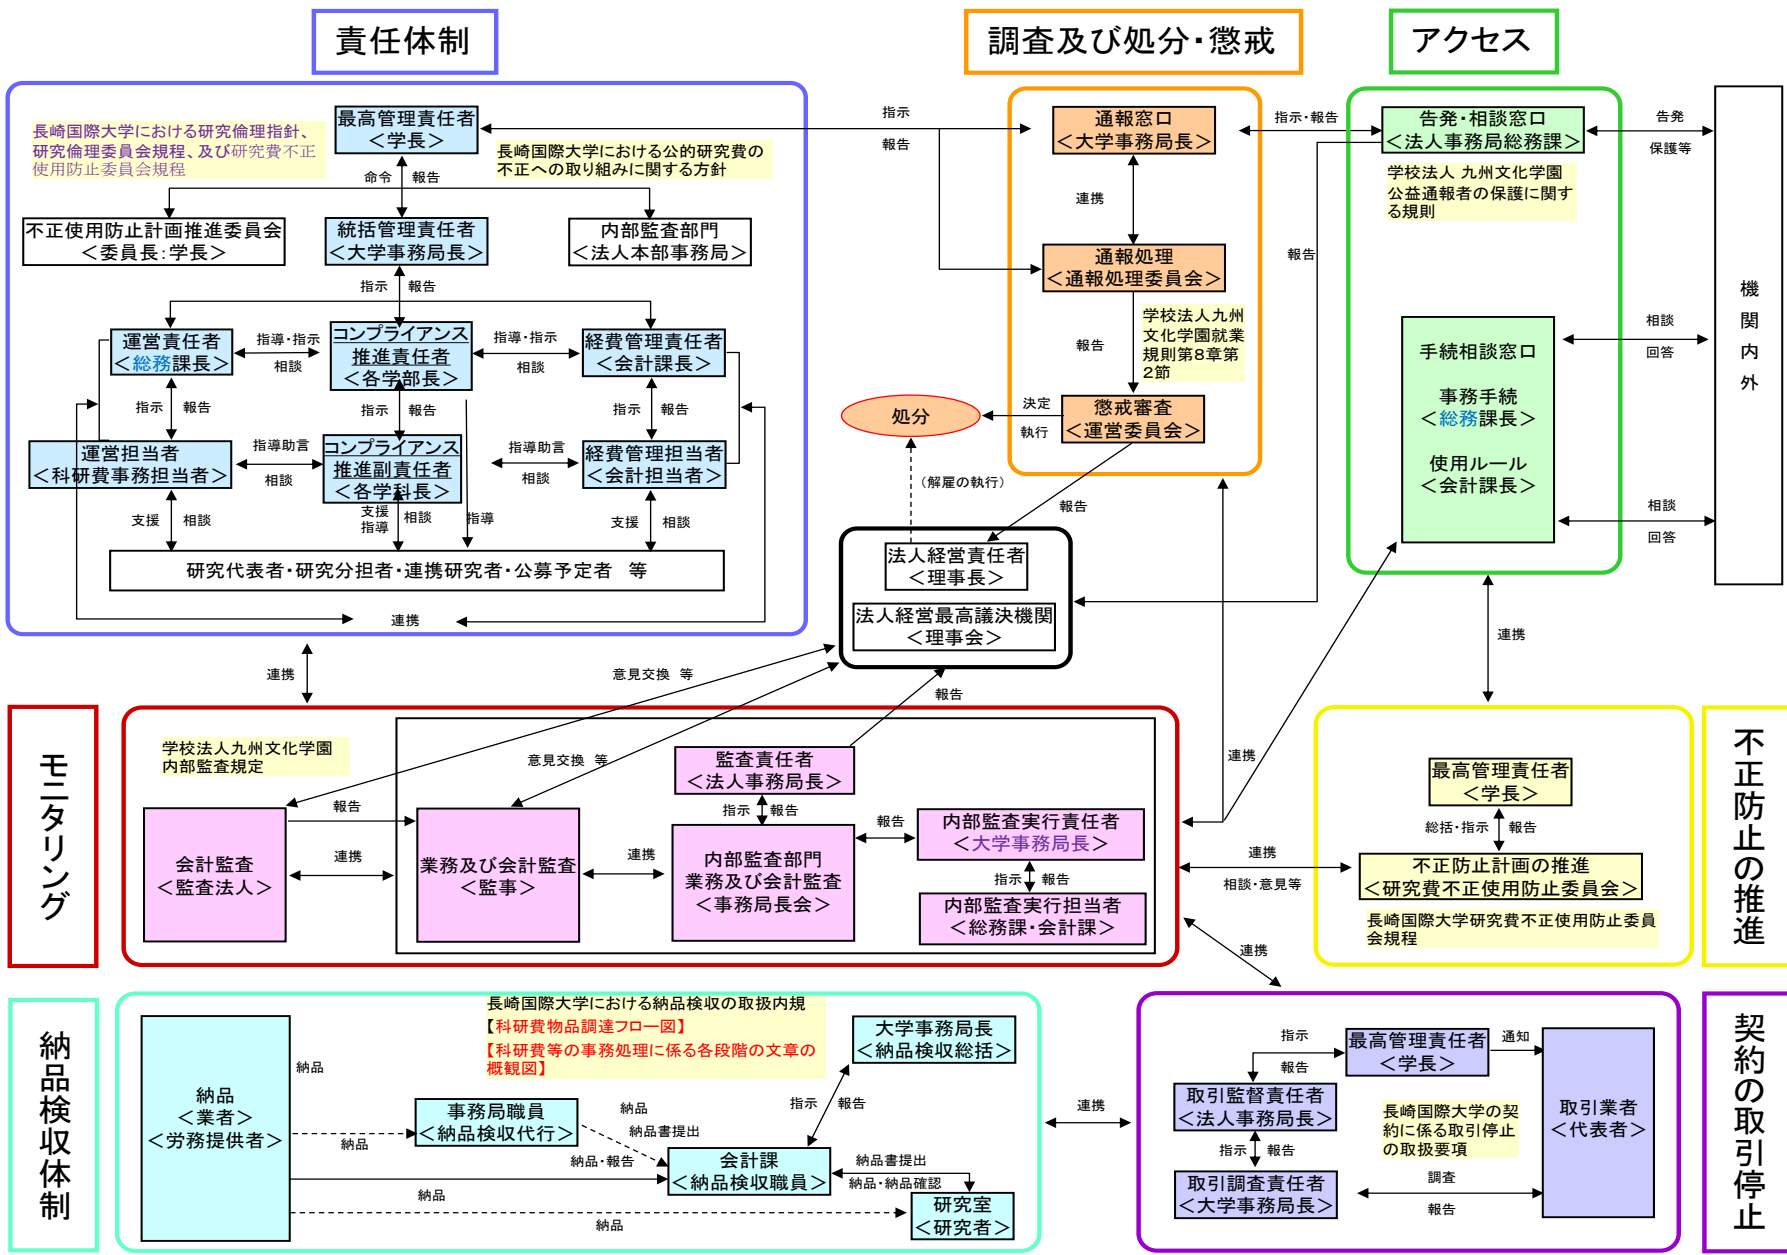 責任体制
調査及び処分・懲戒
アクセス
長崎国際大学における研究倫理指針、
研究倫理委員会規程、及び研究費不正
使用防止委員会規程
最高管理責任者
＜学長＞
長崎国際大学における公的研究費の
不正への取り組みに関する方針
命令
報告
不正使用防止計画推進委員会
＜委員長：学長＞
統括管理責任者
＜大学事務局長＞
内部監査部門
＜法人本部事務局＞
指示
報告
運営責任者
＜総務課長＞
指導・指示
相談
コンプライアンス
推進責任者
＜各学部長＞
指導・指示
相談
経費管理責任者
＜会計課長＞
指示
報告
指示
報告
指示
報告
運営担当者
＜科研費事務担当者＞
指導助言
相談
コンプライアンス
推進副責任者
＜各学科長＞
指導助言
相談
経費管理担当者
＜会計担当者＞
支援
相談
支援
指導
相談
指導
支援
相談
研究代表者・研究分担者・連携研究者・公募予定者　等
連携
指示
報告
通報窓口
＜大学事務局長＞
連携
通報処理
＜通報処理委員会＞
報告
学校法人九州
文化学園就業
規則第8章第
2節
懲戒審査
＜運営委員会＞
決定
執行
処分
（解雇の執行）
報告
法人経営責任者
＜理事長＞
法人経営最高議決機関
＜理事会＞
指示・報告
告発・相談窓口
＜法人事務局総務課＞
学校法人 九州文化学園
公益通報者の保護に関す
る規則
報告
手続相談窓口
事務手続
＜総務課長＞
使用ルール
＜会計課長＞
告発
保護等
相談
回答
相談
回答
機関内外
連携
連携
意見交換　等
意見交換　等
報告
連携
モニタリング
学校法人九州文化学園
内部監査規定
報告
連携
会計監査
＜監査法人＞
業務及び会計監査
＜監事＞
連携
監査責任者
＜法人事務局長＞
指示
報告
内部監査部門
業務及び会計監査
＜事務局長会＞
報告
内部監査実行責任者
＜大学事務局長＞
指示
報告
内部監査実行担当者
＜総務課・会計課＞
連携
相談・意見等
連携
不正防止の推進
最高管理責任者
＜学長＞
総括・指示
報告
不正防止計画の推進
＜研究費不正使用防止委員会＞
長崎国際大学研究費不正使用防止委員
会規程
納品検収体制
納品
＜業者＞
＜労務提供者＞
長崎国際大学における納品検収の取扱内規
【科研費物品調達フロー図】
【科研費等の事務処理に係る各段階の文章の
概観図】
納品
納品
事務局職員
＜納品検収代行＞
納品
納品書提出
納品・報告
納品
納品
大学事務局長
＜納品検収総括＞
指示
報告
会計課
＜納品検収職員＞
納品書提出
納品・納品確認
研究室
＜研究者＞
連携
契約の取引停止
指示
報告
最高管理責任者
＜学長＞
通知
取引監督責任者
＜法人事務局長＞
指示
報告
取引調査責任者
＜大学事務局長＞
長崎国際大学の契
約に係る取引停止
の取扱要項
調査
報告
取引業者
＜代表者＞